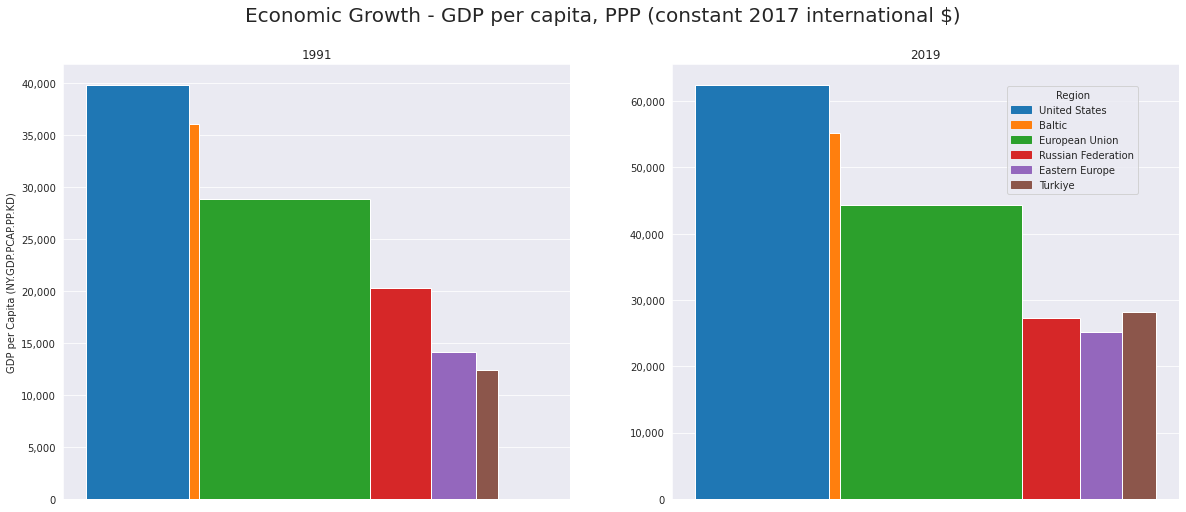 Economic Growth - GDP per capita, PPP (constant 2017 international $)
1991
40,000
35,000
30,000
25,000
20,000
15,000
10,000
5,000
0
GDP per Capita (NY.GDP.PCAP.PP.KD)
2019
60,000
50,000
40,000
30,000
20,000
10,000
0
Region
United States
Baltic
European Union
Russian Federation
Eastern Europe
Turkiye